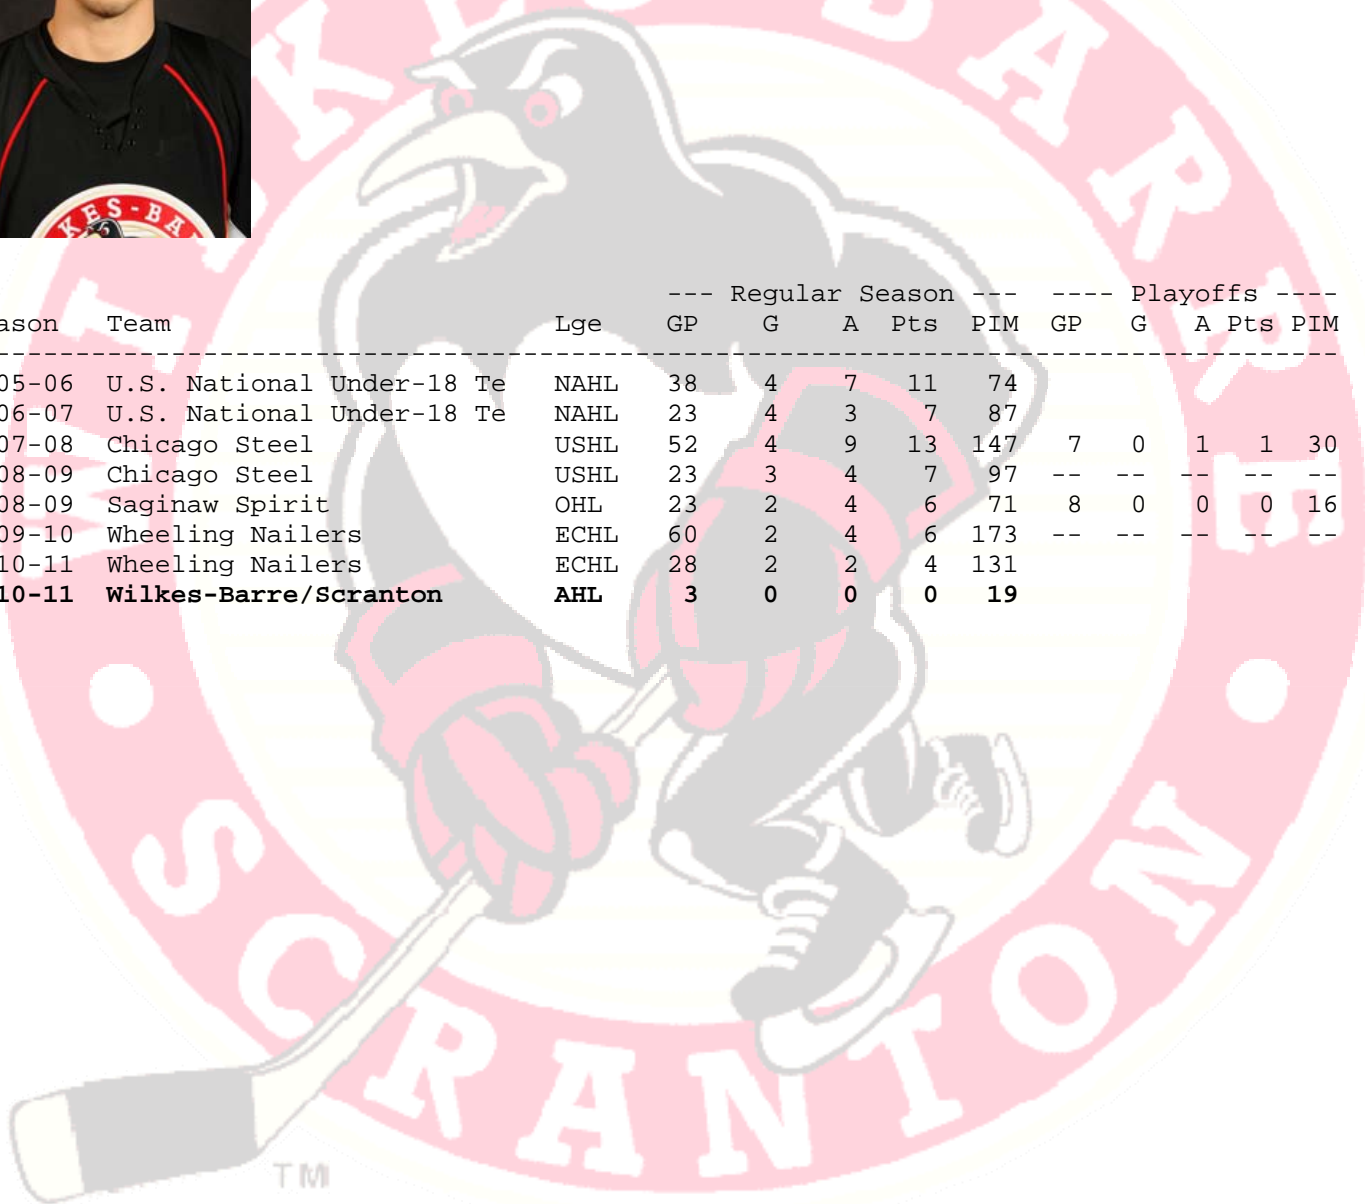 KES-BA
WILKES-BARRE
SCRANTON
TM
--- Regular Season --- ---- Playoffs ----
ason Team Lge GP G A Pts PIM GP G A Pts PIM
05-06 U.S. National Under-18 Te NAHL 38 4 7 11 74
06-07 U.S. National Under-18 Te NAHL 23 4 3 7 87
07-08 Chicago Steel USHL 52 4 9 13 147 7 0 1 1 30
08-09 Chicago Steel USHL 23 3 4 7 97 -- -- -- -- --
08-09 Saginaw Spirit OHL 23 2 4 6 71 8 0 0 0 16
09-10 Wheeling Nailers ECHL 60 2 4 6 173 -- -- -- -- --
10-11 Wheeling Nailers ECHL 28 2 2 4 131
10-11 Wilkes-Barre/Scranton AHL 3 0 0 0 19